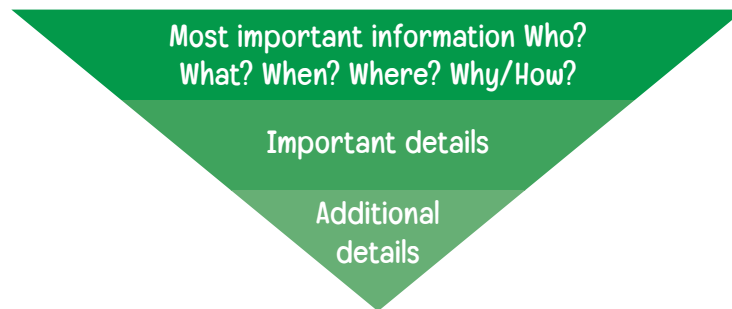 Most important information Who?
What? When? Where? Why/How?
Important details
Additional
details